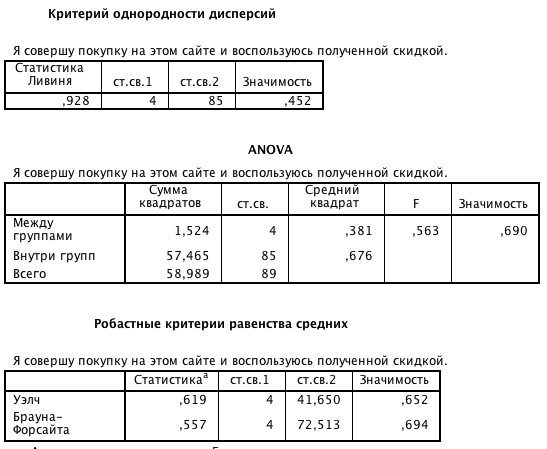 Критерий однородности дисперсий
Я совершу покупку на этом сайте и воспользуюсь полученной скидкой.
Статистика Ливиня ст.св.1 ст.св.2 Значимость
,928 4 85 ,452
ANOVA
Я совершу покупку на этом сайте и воспользуюсь полученной скидкой.
Сумма квадратов ст.св. Средний квадрат F Значимость
Между группами 1,524 4 ,381 ,563 ,690
Внутри групп 57,465 85 ,676
Всего 58,989 89
Робастные критерии равенства средних
Я совершу покупку на этом сайте и воспользуюсь полученной скидкой.
Статистикаª ст.св.1 ст.св.2 Значимость
Уэлч ,619 4 41,650 ,652
Брауна-Форсайта ,557 4 72,513 ,694